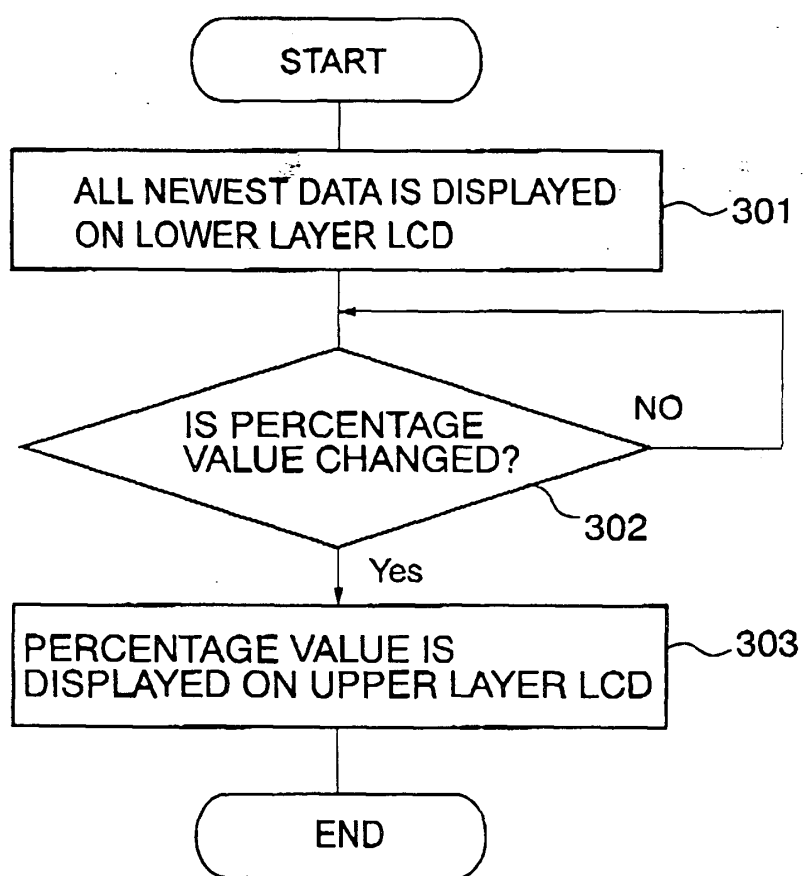 START
ALL NEWEST DATA IS DISPLAYED
ON LOWER LAYER LCD
301
IS PERCENTAGE
VALUE CHANGED?
NO
302
Yes
PERCENTAGE VALUE IS
DISPLAYED ON UPPER LAYER LCD
303
END